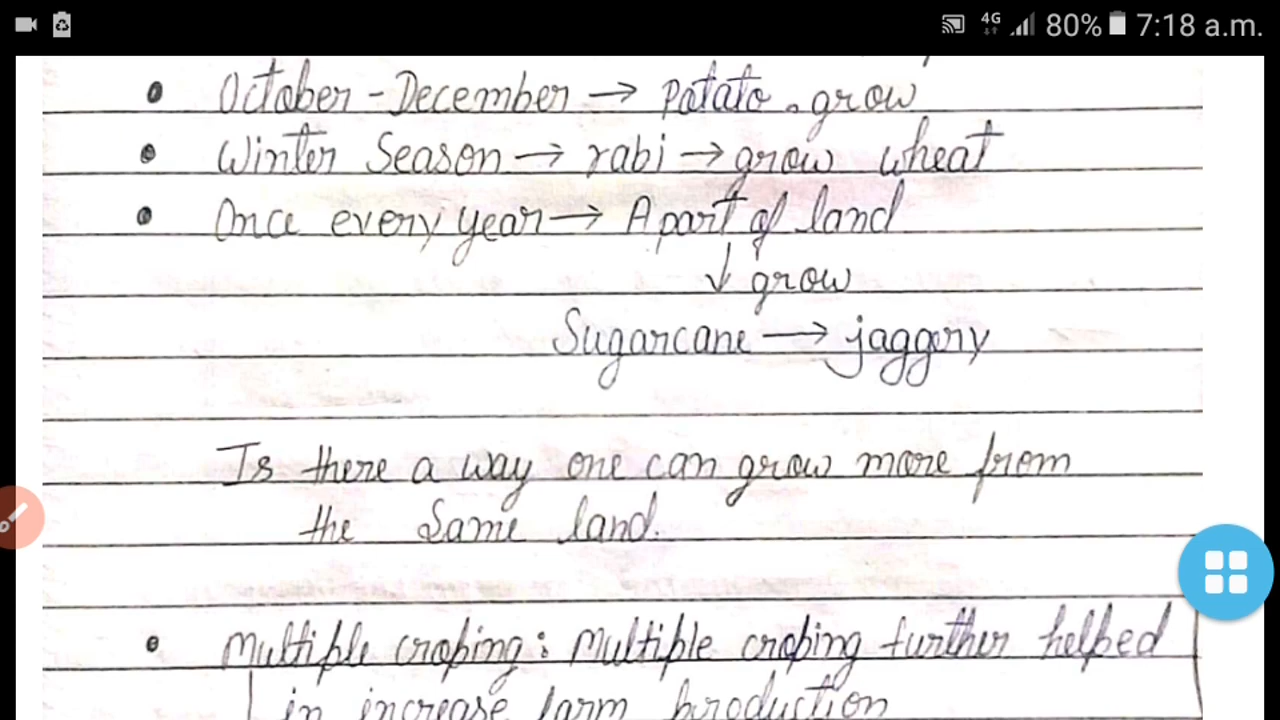 4G 80% 7:18 a.m.
• October - December → Patato . grow
• Winter Season → rabi → grow wheat
• Once every year → A part of land
↓ grow
Sugarcane → jaggery
Is there a way one can grow more from
the Same land.
• Multiple croping : Multiple croping further helped
in increase farm production